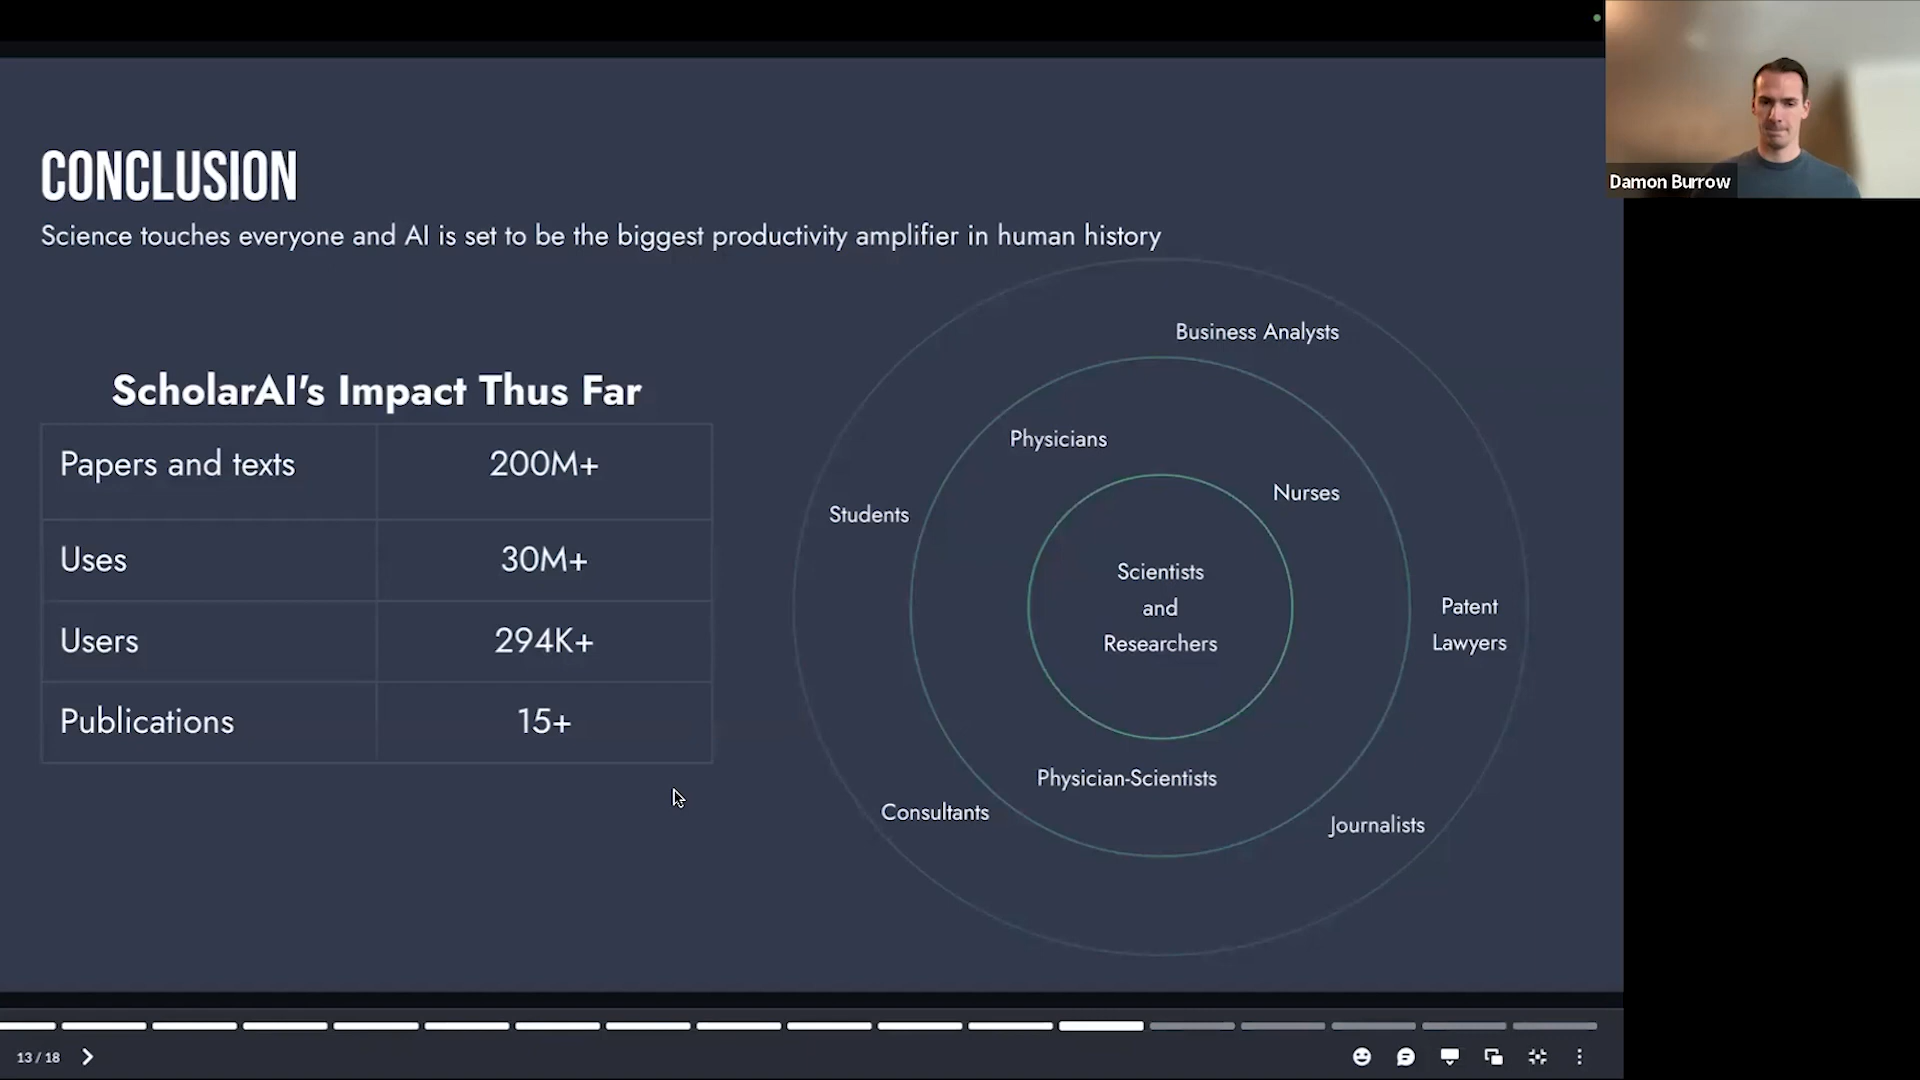 CONCLUSION
Science touches everyone and AI is set to be the biggest productivity amplifier in human history
ScholarAI's Impact Thus Far
Papers and texts 200M+
Uses 30M+
Users 294K+
Publications 15+
Business Analysts
Physicians
Nurses
Students
Scientists
and
Researchers
Patent
Lawyers
Physician-Scientists
Consultants
Journalists
Damon Burrow
13 / 18